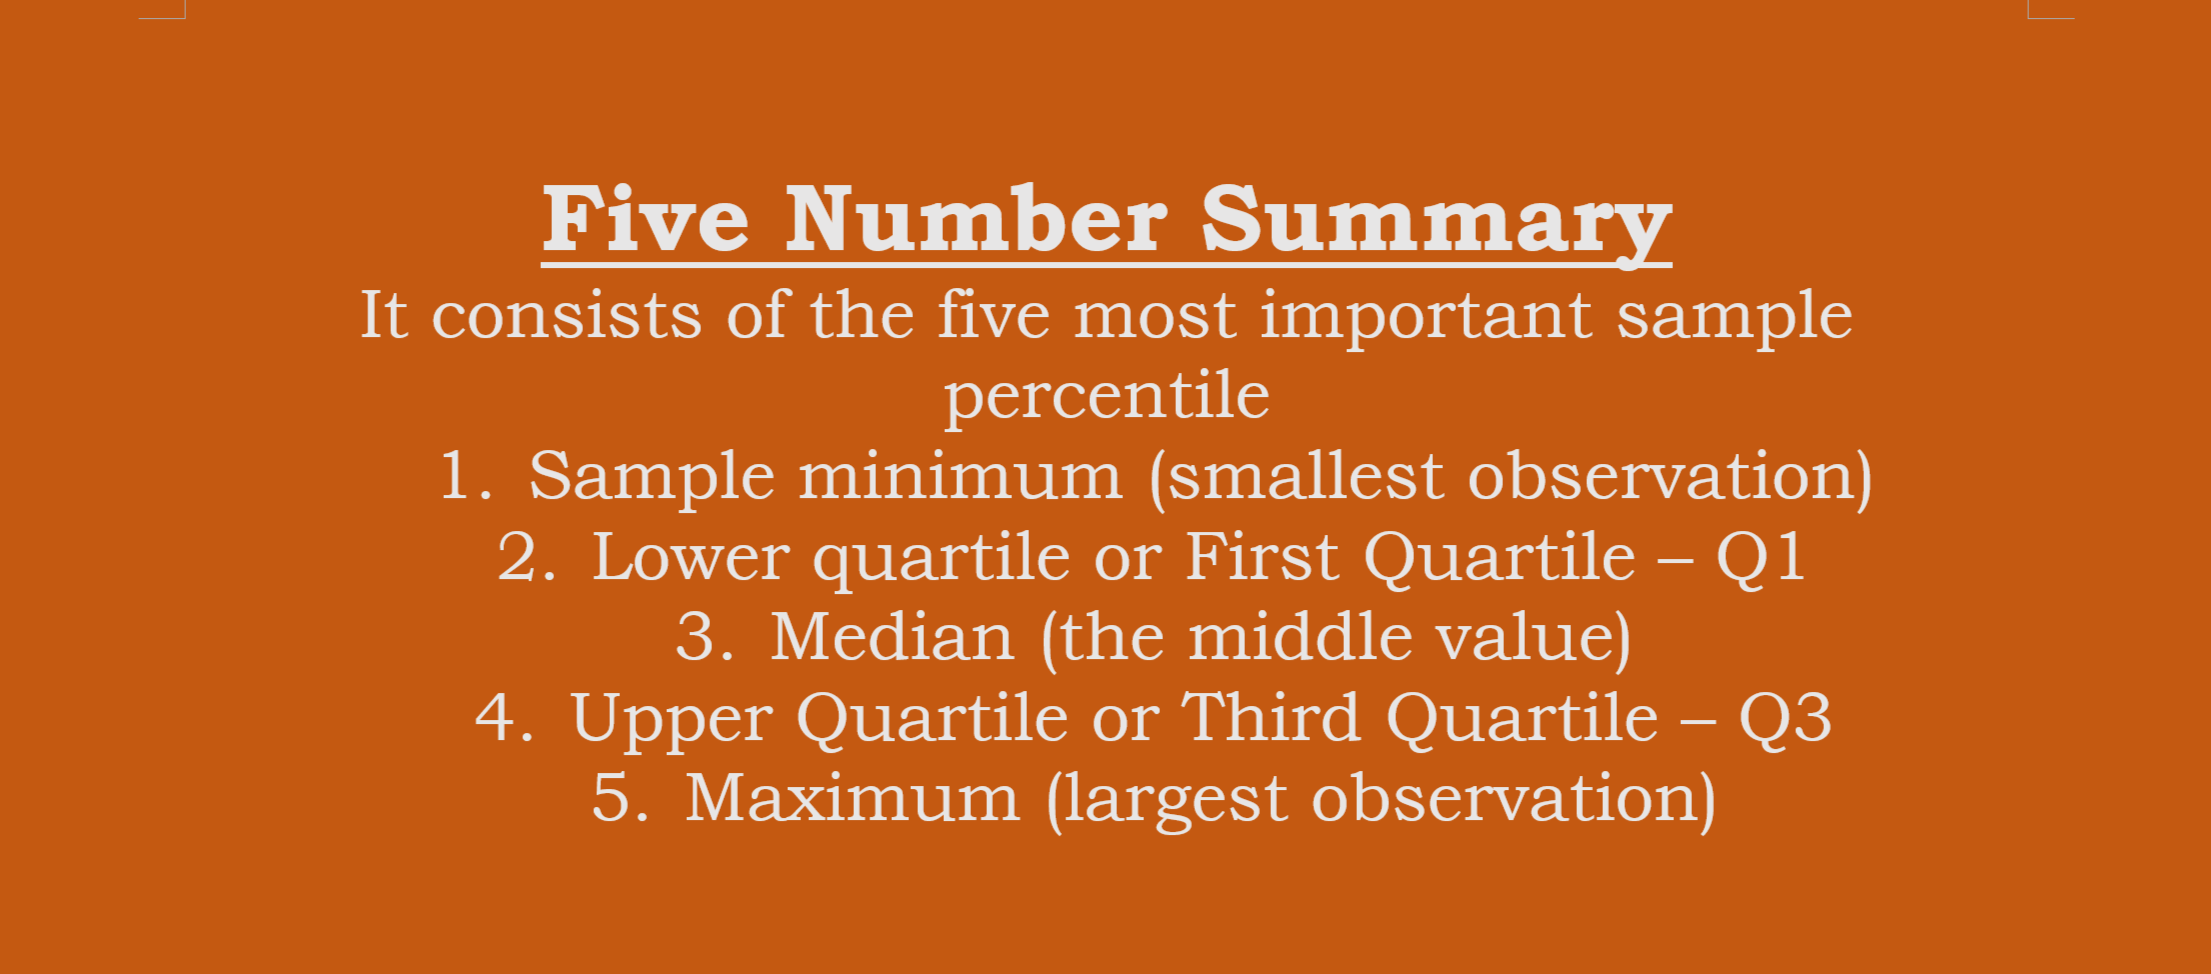 Five Number Summary
It consists of the five most important sample
percentile
1. Sample minimum (smallest observation)
2. Lower quartile or First Quartile – Q1
3. Median (the middle value)
4. Upper Quartile or Third Quartile – Q3
5. Maximum (largest observation)